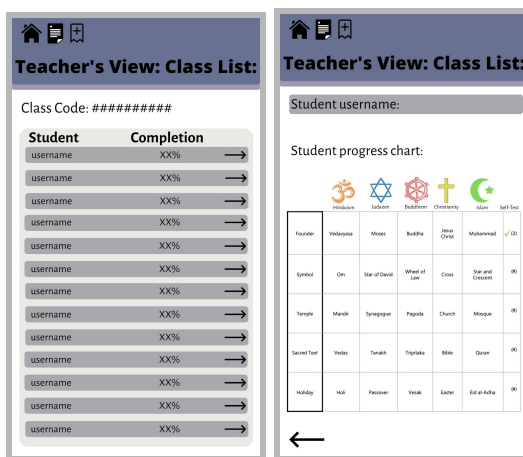 Teacher's View: Class List:
Class Code: ##########
Student Completion
username XX%
username XX%
username XX%
username XX%
username XX%
username XX%
username XX%
username XX%
username XX%
username XX%
username XX%
username XX%
username XX%
Teacher's View: Class List:
Student username:
Student progress chart:
Hinduism Judaism Buddhism Christianity Islam Self-Test
Founder Vedavyasa Moses Buddha Jesus Christ Muhammad (2)
Symbol Om Star of David Wheel of Law Cross Star and Crescent (#)
Temple Mandir Synagogue Pagoda Church Mosque (#)
Sacred Text Vedas Tanakh Tripitaka Bible Quran (#)
Holiday Holi Passover Vesak Easter Eid al-Adha (#)